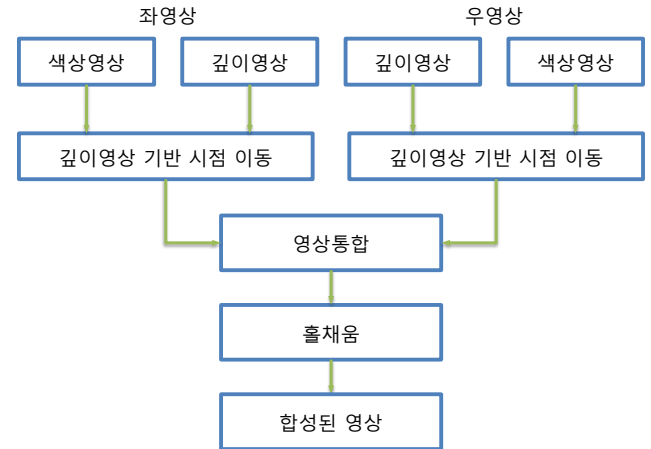 좌영상
우영상
색상영상
깊이영상
깊이영상
색상영상
깊이영상 기반 시점 이동
깊이영상 기반 시점 이동
영상통합
홀채움
합성된 영상